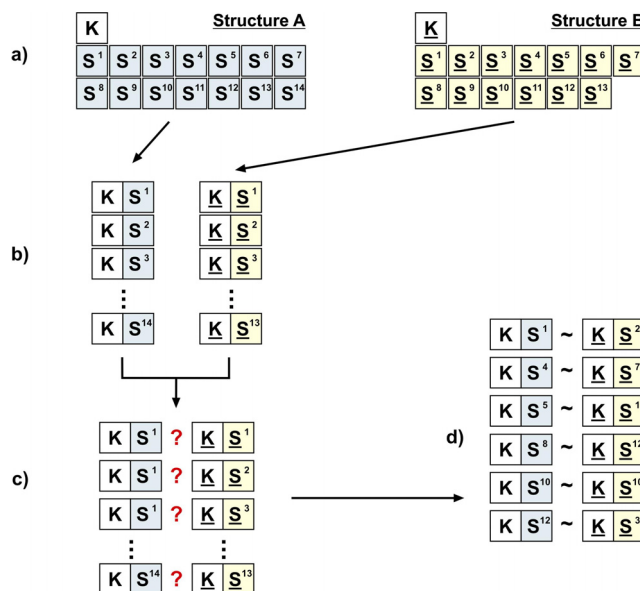 Structure A
Structure B
a)
K
K
S1 S2 S3 S4 S5 S6 S7
S1 S2 S3 S4 S5 S6 S7
S8 S9 S10 S11 S12 S13 S14
S8 S9 S10 S11 S12 S13
b)
K S1 K S1
K S2 K S2
K S3 K S3
K S14 K S13
c)
K S1 ? K S1
K S1 ? K S2
K S1 ? K S3
K S14 ? K S13
d)
K S1 ~ K S2
K S4 ~ K S7
K S5 ~ K S1
K S8 ~ K S12
K S10 ~ K S10
K S12 ~ K S3